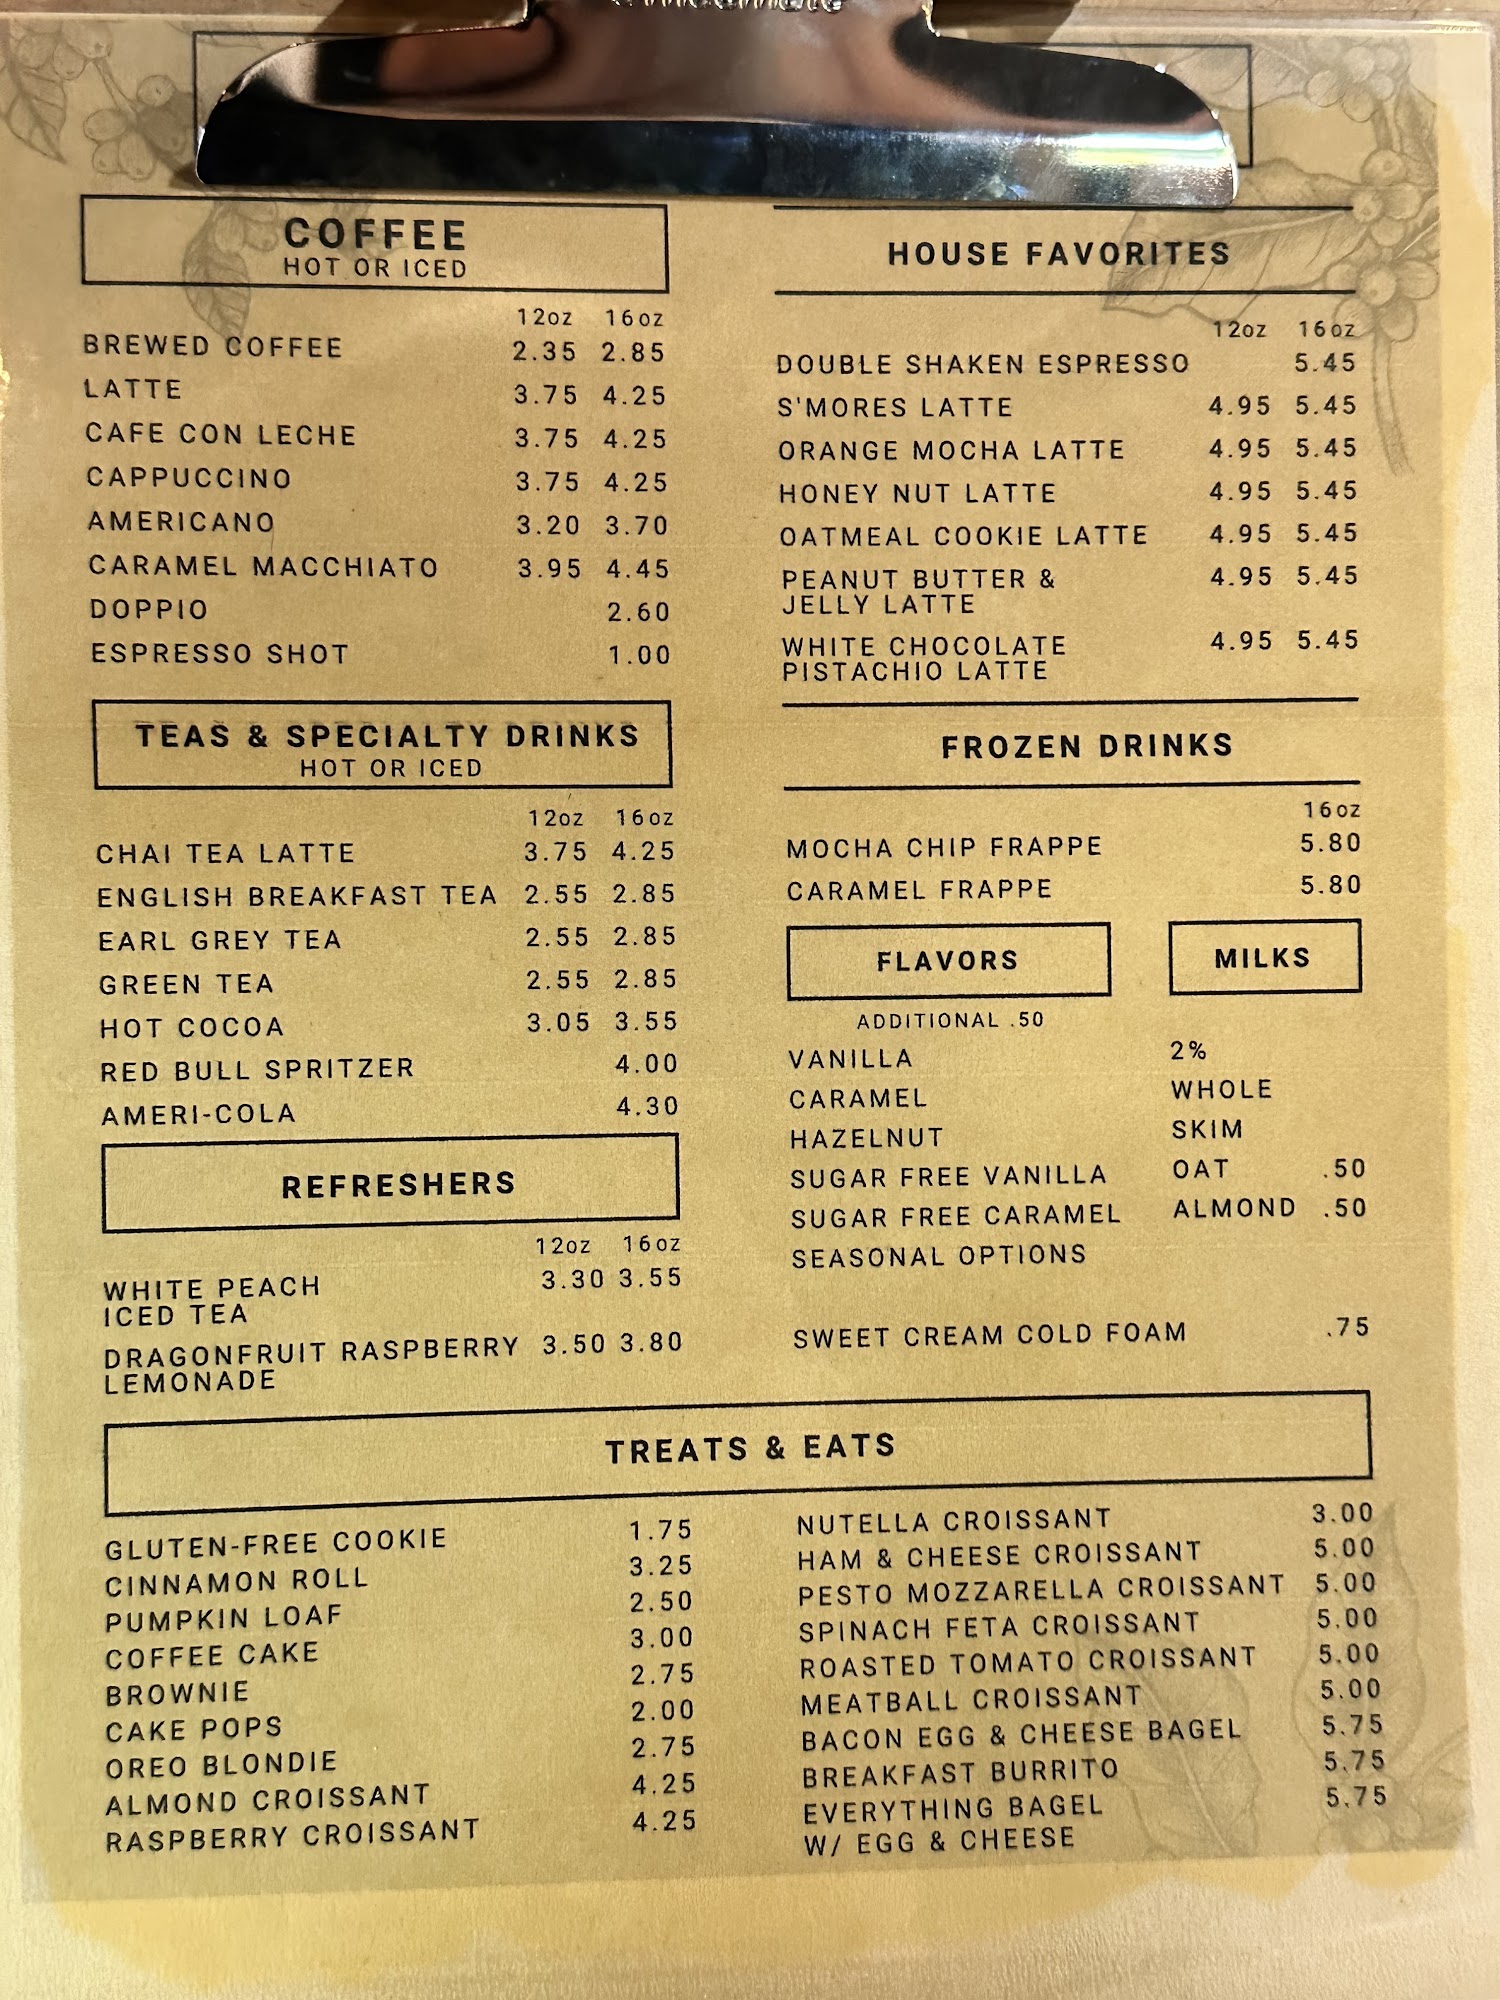 COFFEE
HOT OR ICED
12oz 16oz
BREWED COFFEE 2.35 2.85
LATTE 3.75 4.25
CAFE CON LECHE 3.75 4.25
CAPPUCCINO 3.75 4.25
AMERICANO 3.20 3.70
CARAMEL MACCHIATO 3.95 4.45
DOPPIO 2.60
ESPRESSO SHOT 1.00
TEAS & SPECIALTY DRINKS
HOT OR ICED
12oz 16oz
CHAI TEA LATTE 3.75 4.25
ENGLISH BREAKFAST TEA 2.55 2.85
EARL GREY TEA 2.55 2.85
GREEN TEA 2.55 2.85
HOT COCOA 3.05 3.55
RED BULL SPRITZER 4.00
AMERI-COLA 4.30
REFRESHERS
12oz 16oz
WHITE PEACH 3.30 3.55
ICED TEA
DRAGONFRUIT RASPBERRY 3.50 3.80
LEMONADE
HOUSE FAVORITES
12oz 16oz
DOUBLE SHAKEN ESPRESSO 5.45
S'MORES LATTE 4.95 5.45
ORANGE MOCHA LATTE 4.95 5.45
HONEY NUT LATTE 4.95 5.45
OATMEAL COOKIE LATTE 4.95 5.45
PEANUT BUTTER & 4.95 5.45
JELLY LATTE
WHITE CHOCOLATE 4.95 5.45
PISTACHIO LATTE
FROZEN DRINKS
16oz
MOCHA CHIP FRAPPE 5.80
CARAMEL FRAPPE 5.80
FLAVORS
ADDITIONAL .50
VANILLA
CARAMEL
HAZELNUT
SUGAR FREE VANILLA
SUGAR FREE CARAMEL
SEASONAL OPTIONS
MILKS
2%
WHOLE
SKIM
OAT .50
ALMOND .50
SWEET CREAM COLD FOAM .75
TREATS & EATS
GLUTEN-FREE COOKIE 1.75
CINNAMON ROLL 3.25
PUMPKIN LOAF 2.50
COFFEE CAKE 3.00
BROWNIE 2.75
CAKE POPS 2.00
OREO BLONDIE 2.75
ALMOND CROISSANT 4.25
RASPBERRY CROISSANT 4.25
NUTELLA CROISSANT 3.00
HAM & CHEESE CROISSANT 5.00
PESTO MOZZARELLA CROISSANT 5.00
SPINACH FETA CROISSANT 5.00
ROASTED TOMATO CROISSANT 5.00
MEATBALL CROISSANT 5.00
BACON EGG & CHEESE BAGEL 5.75
BREAKFAST BURRITO 5.75
EVERYTHING BAGEL 5.75
W/ EGG & CHEESE